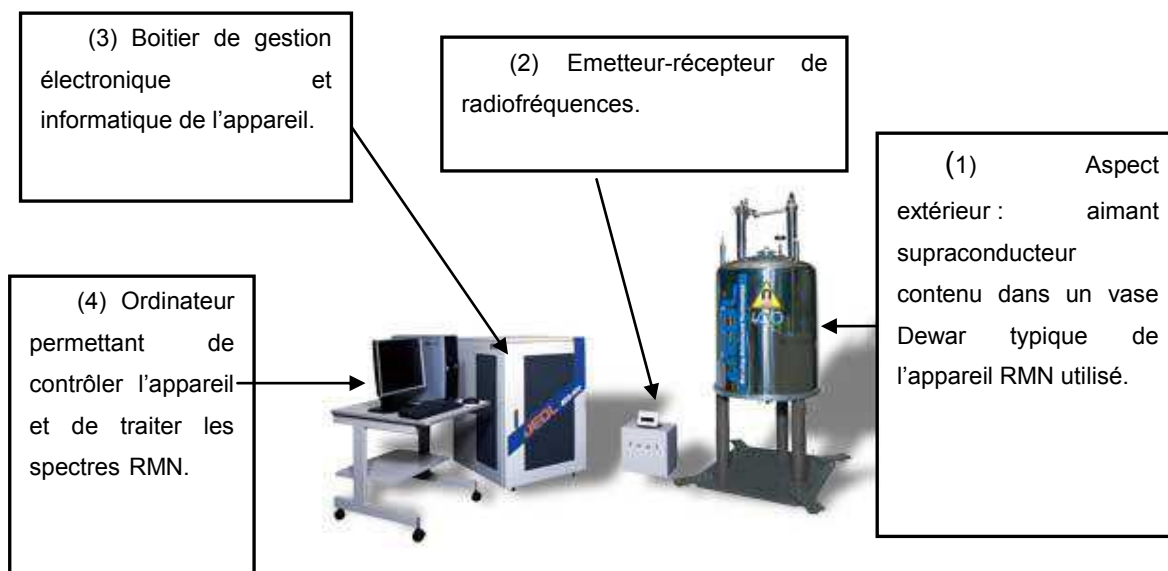 (3) Boitier de gestion
électronique et
informatique de l'appareil.
(2) Emetteur-récepteur de
radiofréquences.
(1) Aspect
extérieur : aimant
supraconducteur
contenu dans un vase
Dewar typique de
l'appareil RMN utilisé.
(4) Ordinateur
permettant de
contrôler l'appareil
et de traiter les
spectres RMN.
JEOL
400